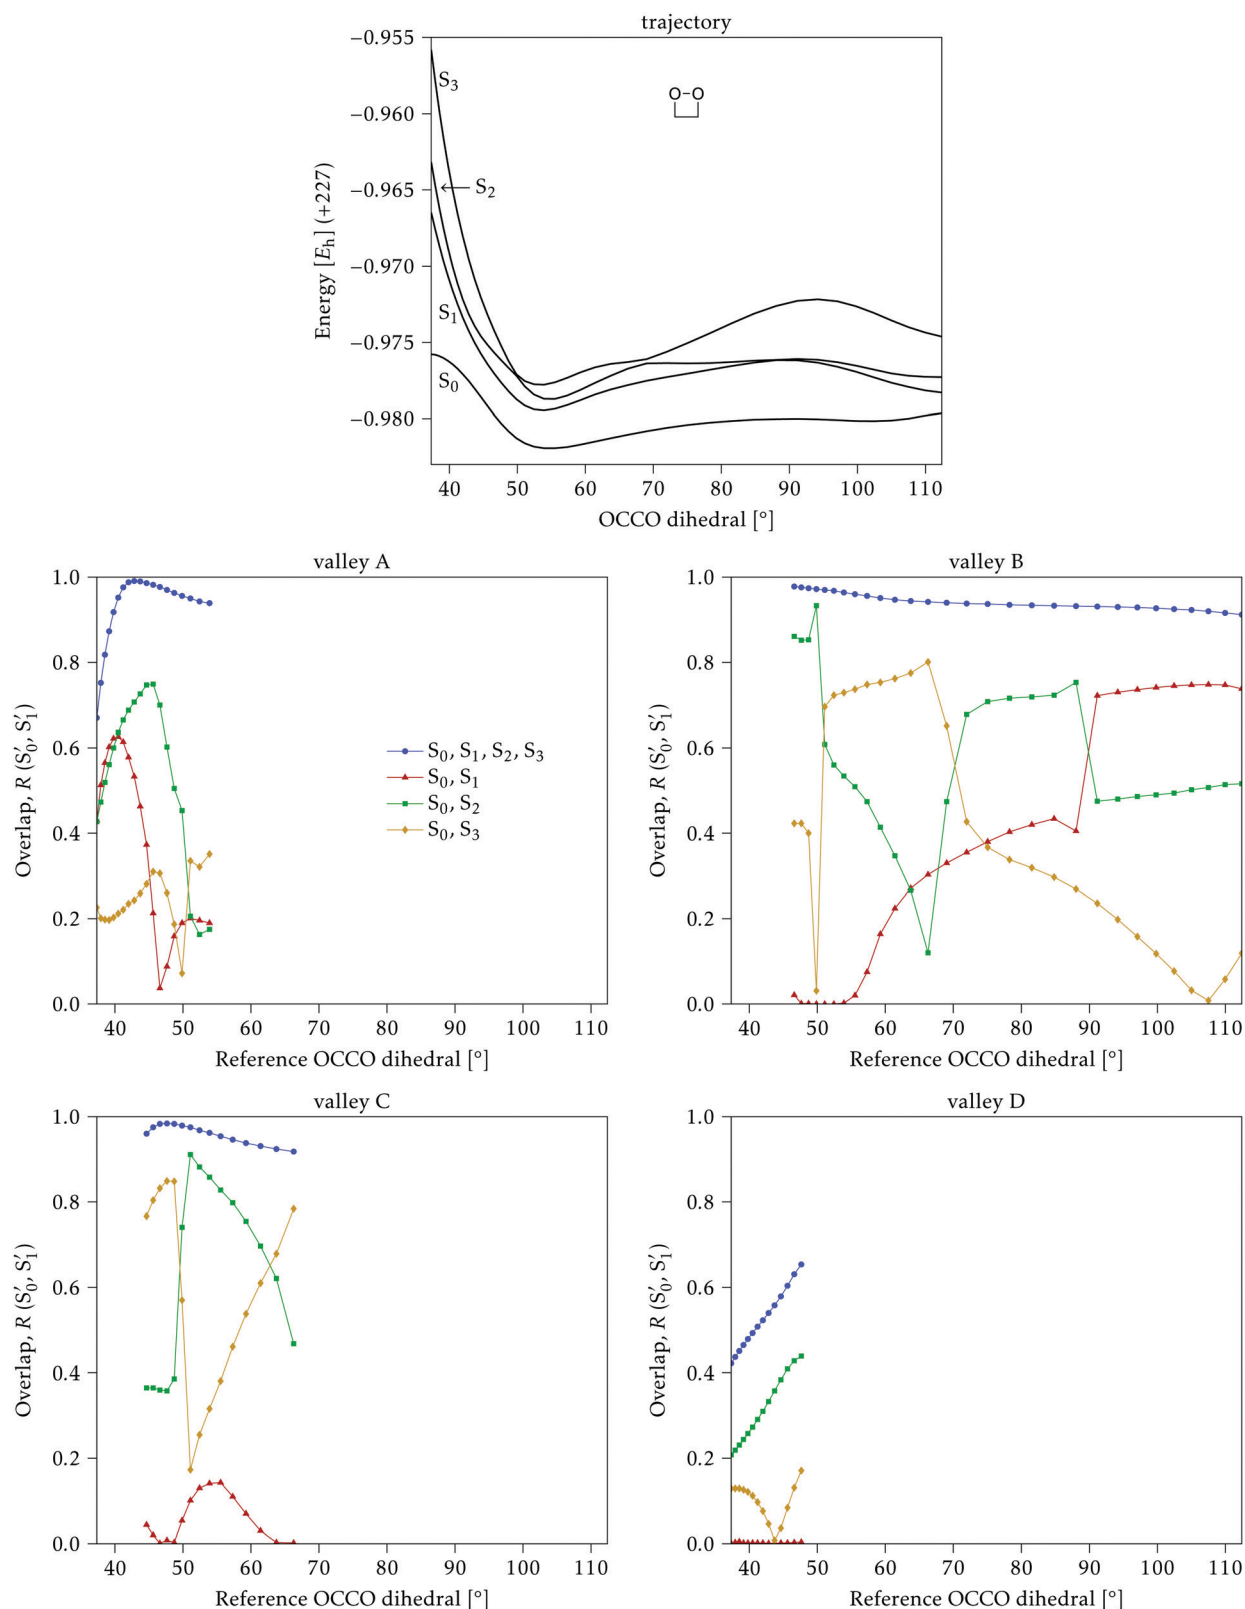 trajectory
Energy [Eₕ] (+227)
−0.955
−0.960
−0.965
−0.970
−0.975
−0.980
S₃
S₂
S₁
S₀
O-O
40 50 60 70 80 90 100 110
OCCO dihedral [°]
valley A
Overlap, R (S′₀, S′₁)
1.0
0.8
0.6
0.4
0.2
0.0
S₀, S₁, S₂, S₃
S₀, S₁
S₀, S₂
S₀, S₃
40 50 60 70 80 90 100 110
Reference OCCO dihedral [°]
valley B
Overlap, R (S′₀, S′₁)
1.0
0.8
0.6
0.4
0.2
0.0
40 50 60 70 80 90 100 110
Reference OCCO dihedral [°]
valley C
Overlap, R (S′₀, S′₁)
1.0
0.8
0.6
0.4
0.2
0.0
40 50 60 70 80 90 100 110
Reference OCCO dihedral [°]
valley D
Overlap, R (S′₀, S′₁)
1.0
0.8
0.6
0.4
0.2
0.0
40 50 60 70 80 90 100 110
Reference OCCO dihedral [°]